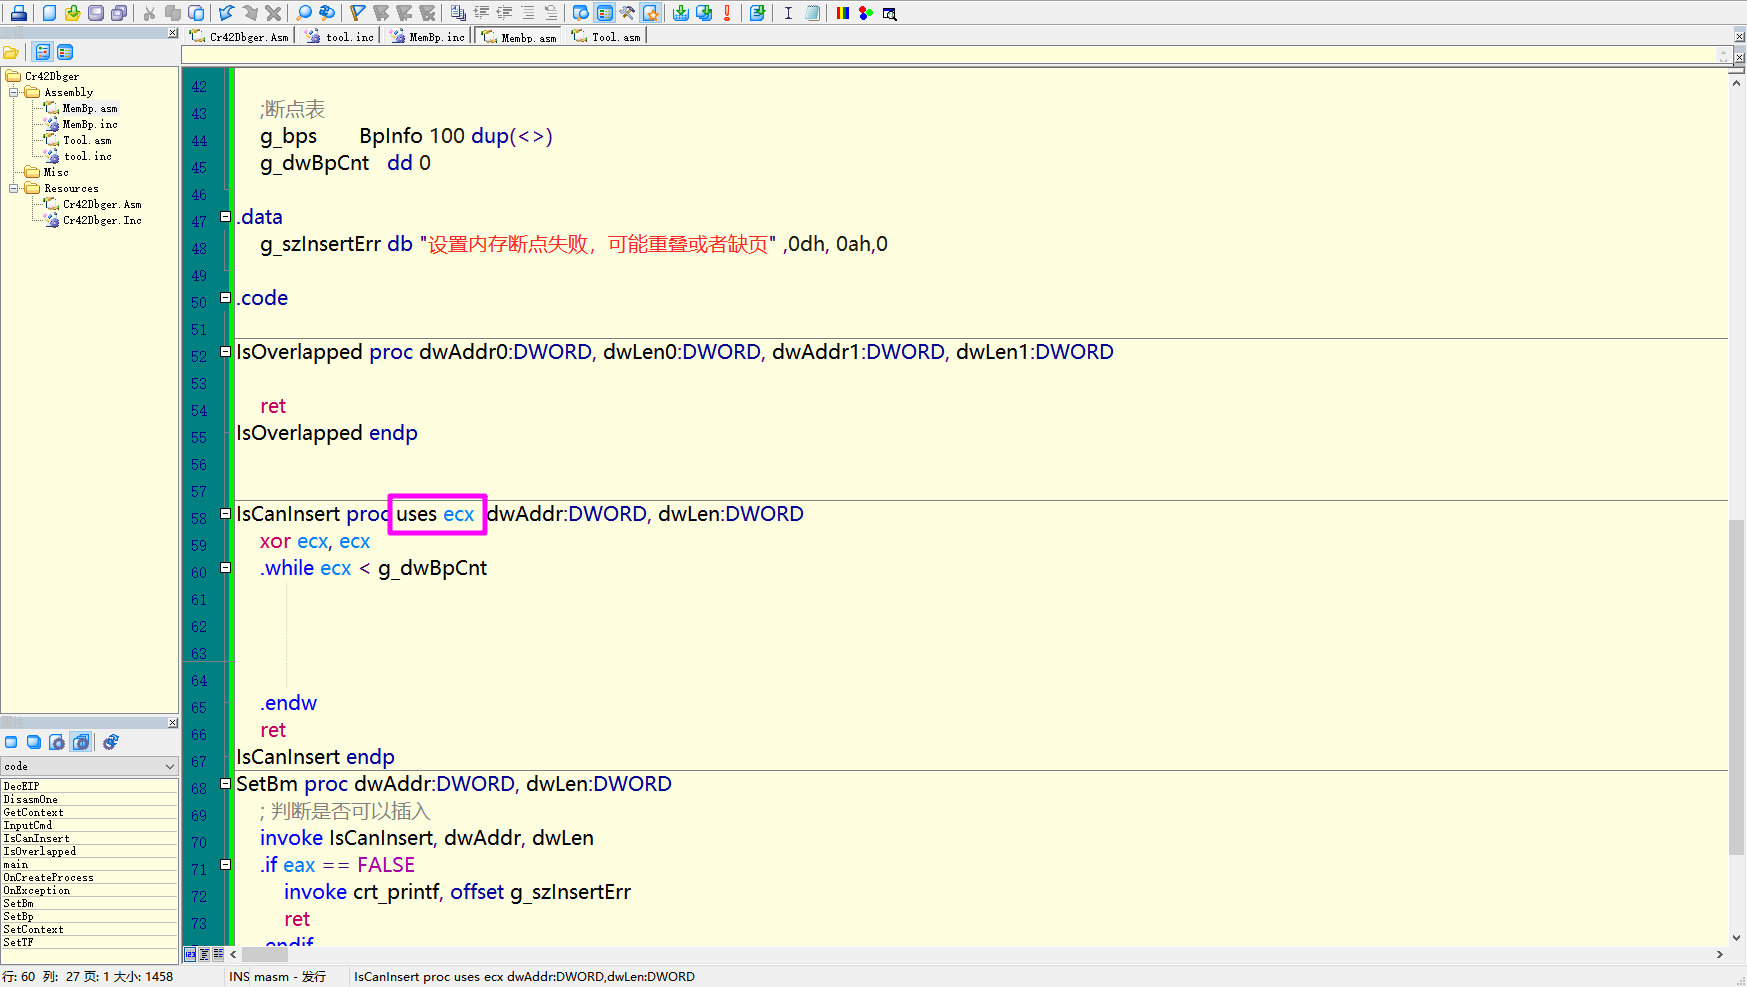 Cr42Dbger.Asm tool.inc MemBp.inc Membp.asm Tool.asm
Cr42Dbger
Assembly
MemBp.asm
MemBp.inc
Tool.asm
tool.inc
Misc
Resources
Cr42Dbger.Asm
Cr42Dbger.Inc
code
DecEIP
DisasmOne
GetContext
InputCmd
IsCanInsert
IsOverlapped
main
OnCreateProcess
OnException
SetBm
SetBp
SetContext
SetTF
42
43 ;断点表
44 g_bps BpInfo 100 dup(<>)
45 g_dwBpCnt dd 0
46
47 .data
48 g_szInsertErr db "设置内存断点失败，可能重叠或者缺页" ,0dh, 0ah,0
49
50 .code
51
52 IsOverlapped proc dwAddr0:DWORD, dwLen0:DWORD, dwAddr1:DWORD, dwLen1:DWORD
53
54 ret
55 IsOverlapped endp
56
57
58 IsCanInsert proc uses ecx dwAddr:DWORD, dwLen:DWORD
59 xor ecx, ecx
60 .while ecx < g_dwBpCnt
61
62
63
64
65 .endw
66 ret
67 IsCanInsert endp
68 SetBm proc dwAddr:DWORD, dwLen:DWORD
69 ; 判断是否可以插入
70 invoke IsCanInsert, dwAddr, dwLen
71 .if eax == FALSE
72 invoke crt_printf, offset g_szInsertErr
73 ret
.endif
行: 60 列: 27 页: 1 大小: 1458 INS masm - 发行 IsCanInsert proc uses ecx dwAddr:DWORD,dwLen:DWORD